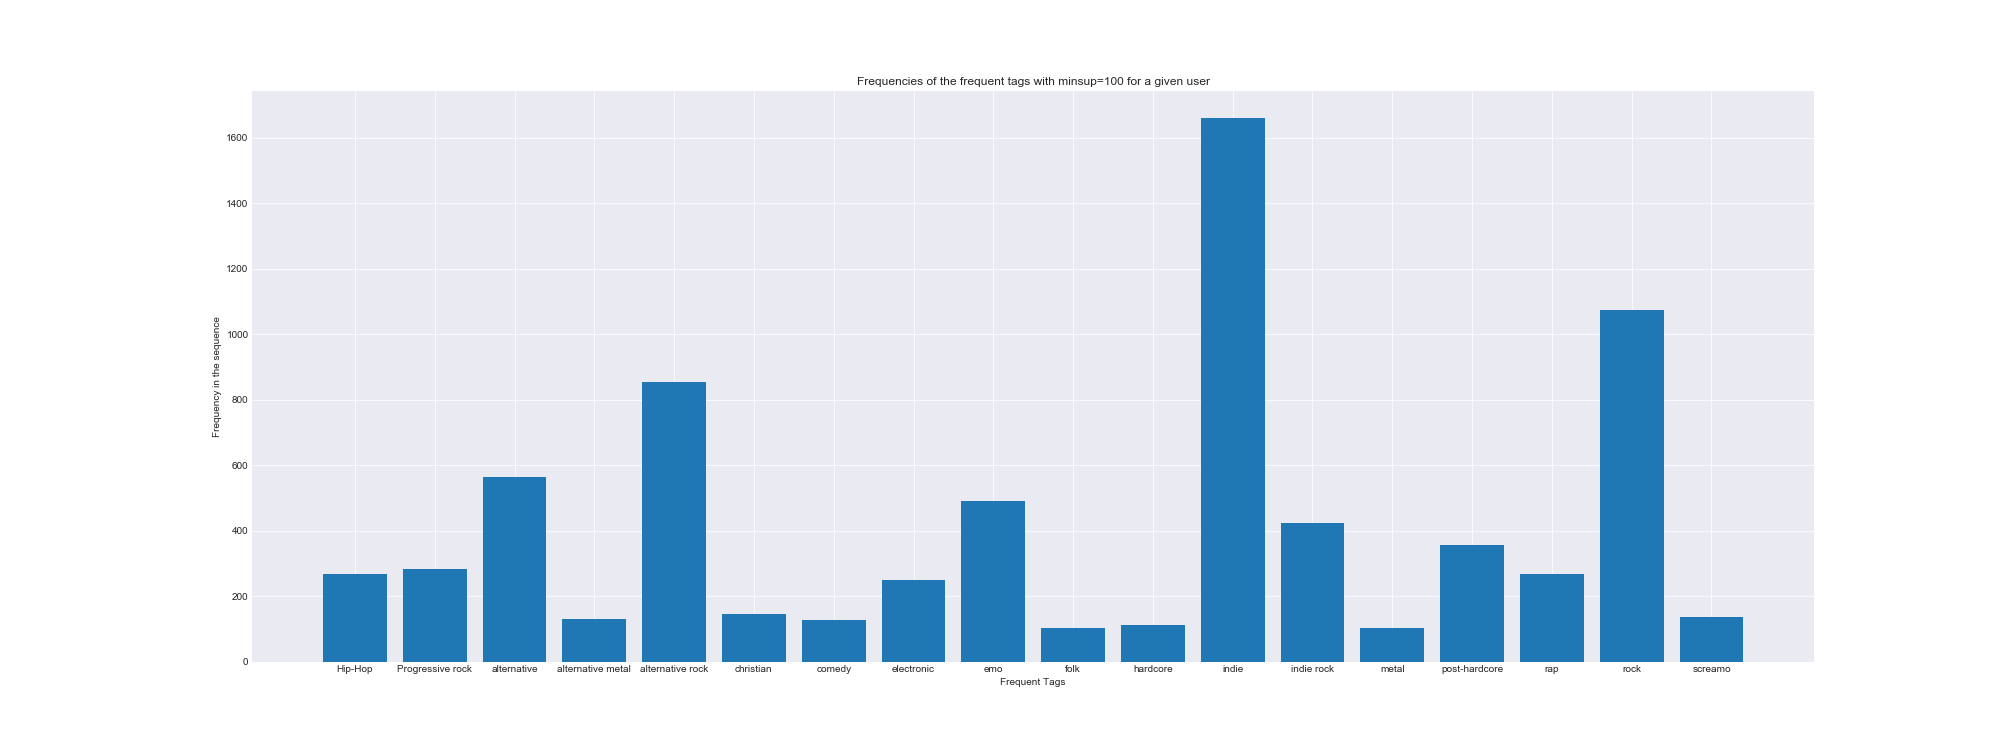 Frequencies of the frequent tags with minsup=100 for a given user
1600
1400
1200
1000
800
600
400
200
0
Frequency in the sequence
Hip-Hop Progressive rock alternative alternative metal alternative rock christian comedy electronic emo folk hardcore indie indie rock metal post-hardcore rap rock screamo
Frequent Tags